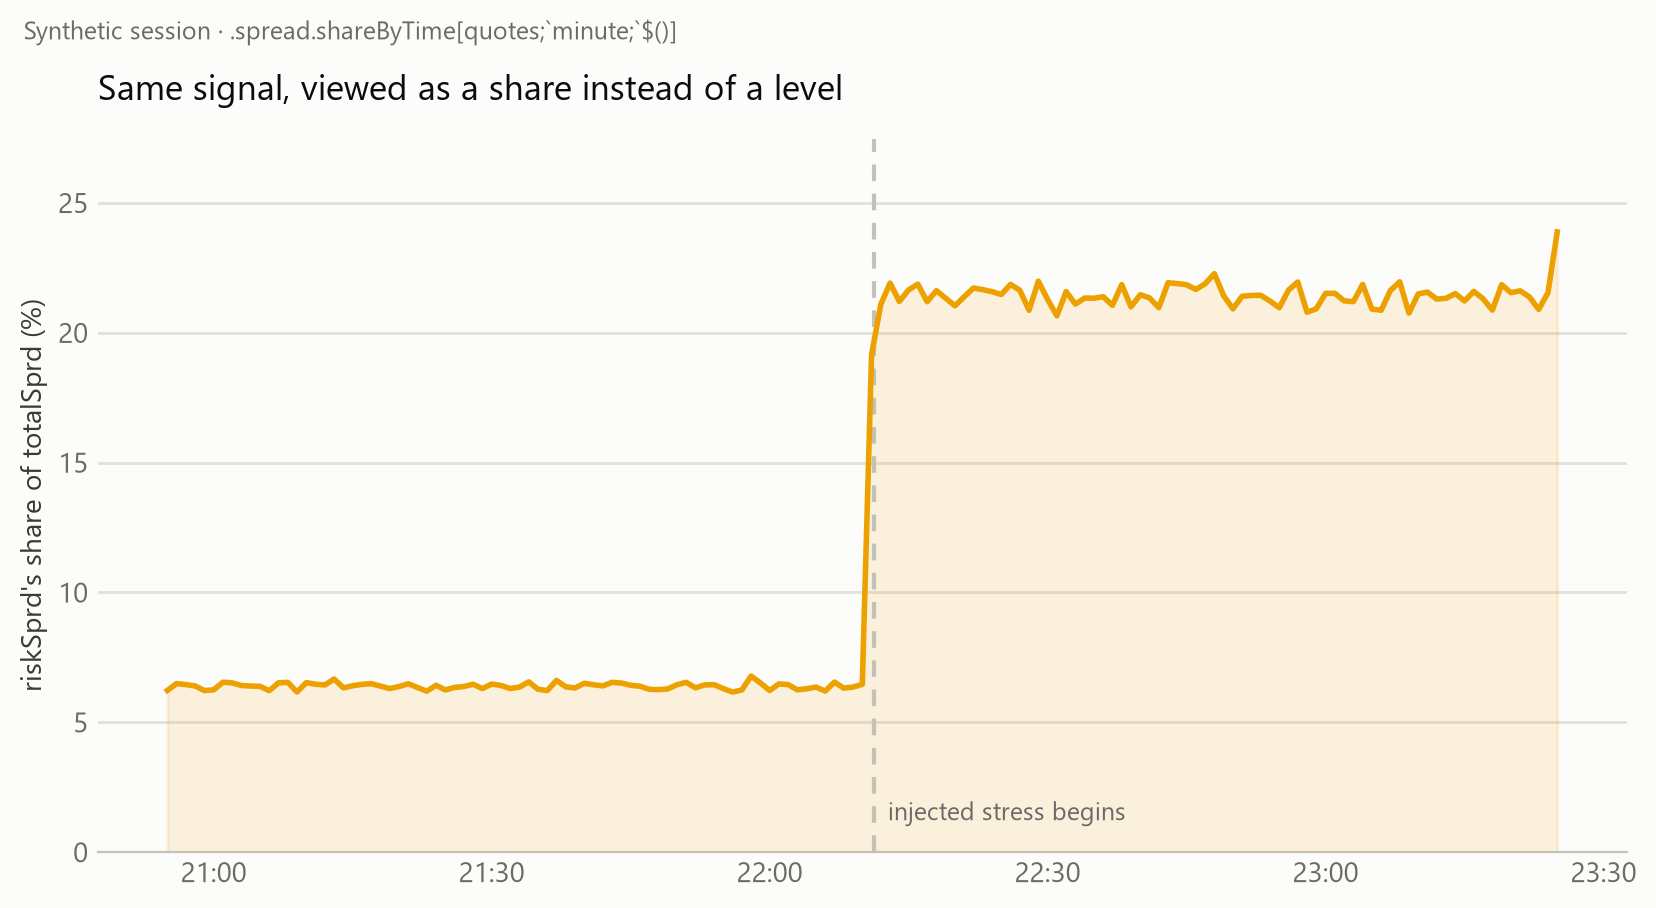 Synthetic session · .spread.shareByTime[quotes;`minute;`$()]
Same signal, viewed as a share instead of a level
riskSprd's share of totalSprd (%)
25
20
15
10
5
0
injected stress begins
21:00 21:30 22:00 22:30 23:00 23:30